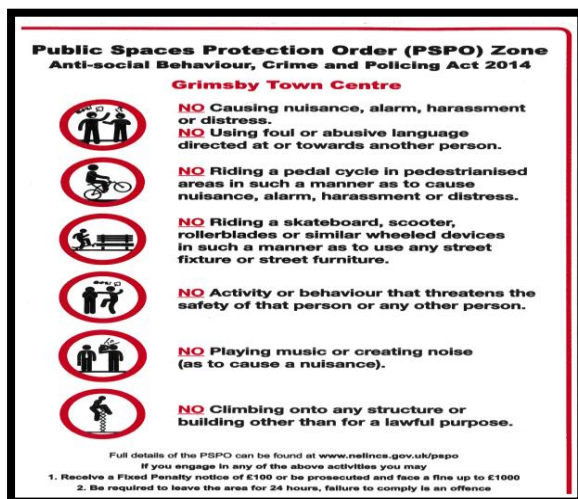 Public Spaces Protection Order (PSPO) Zone
Anti-social Behaviour, Crime and Policing Act 2014
Grimsby Town Centre
NO Causing nuisance, alarm, harassment
or distress.
NO Using foul or abusive language
directed at or towards another person.
NO Riding a pedal cycle in pedestrianised
areas in such a manner as to cause
nuisance, alarm, harassment or distress.
NO Riding a skateboard, scooter,
rollerblades or similar wheeled devices
in such a manner as to use any street
fixture or street furniture.
NO Activity or behaviour that threatens the
safety of that person or any other person.
NO Playing music or creating noise
(as to cause a nuisance).
NO Climbing onto any structure or
building other than for a lawful purpose.
Full details of the PSPO can be found at www.nelincs.gov.uk/pspo
If you engage in any of the above activities you may
1. Receive a Fixed Penalty notice of £100 or be prosecuted and face a fine up to £1000
2. Be required to leave the area for 24 hours, failure to comply is an offence